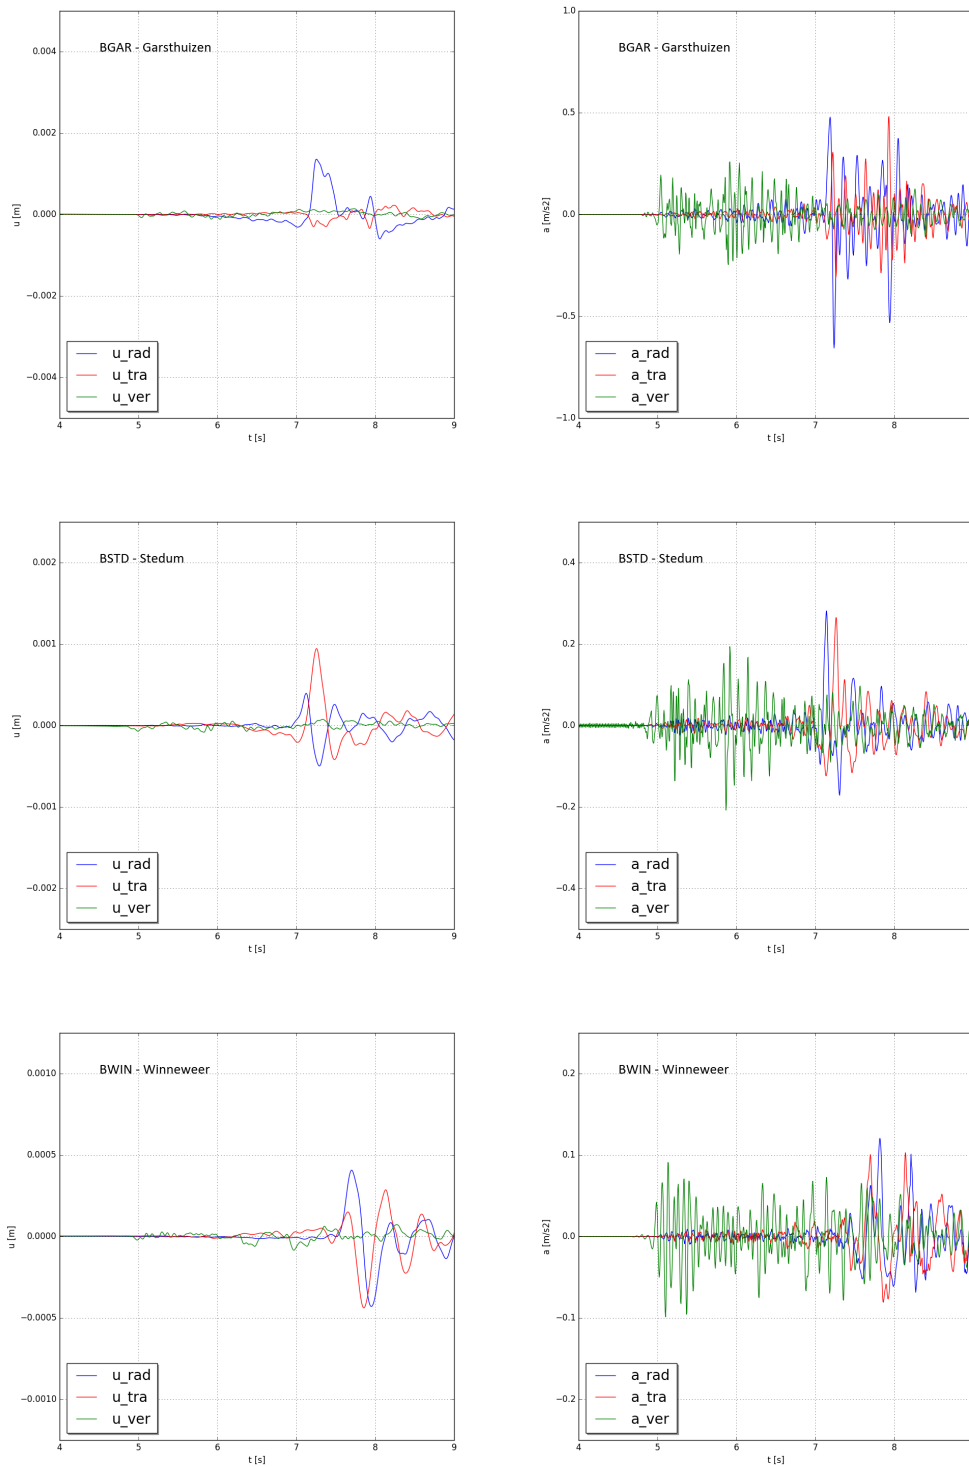 BGAR - Garsthuizen
0.004
0.002
0.000
−0.002
−0.004
u [m]
u_rad
u_tra
u_ver
4 5 6 7 8 9
t [s]
BGAR - Garsthuizen
1.0
0.5
0.0
−0.5
−1.0
a [m/s2]
a_rad
a_tra
a_ver
4 5 6 7 8
t [s]
BSTD - Stedum
0.002
0.001
0.000
−0.001
−0.002
u [m]
u_rad
u_tra
u_ver
4 5 6 7 8 9
t [s]
BSTD - Stedum
0.4
0.2
0.0
−0.2
−0.4
a [m/s2]
a_rad
a_tra
a_ver
4 5 6 7 8
t [s]
BWIN - Winneweer
0.0010
0.0005
0.0000
−0.0005
−0.0010
u [m]
u_rad
u_tra
u_ver
4 5 6 7 8 9
t [s]
BWIN - Winneweer
0.2
0.1
0.0
−0.1
−0.2
a [m/s2]
a_rad
a_tra
a_ver
4 5 6 7 8
t [s]